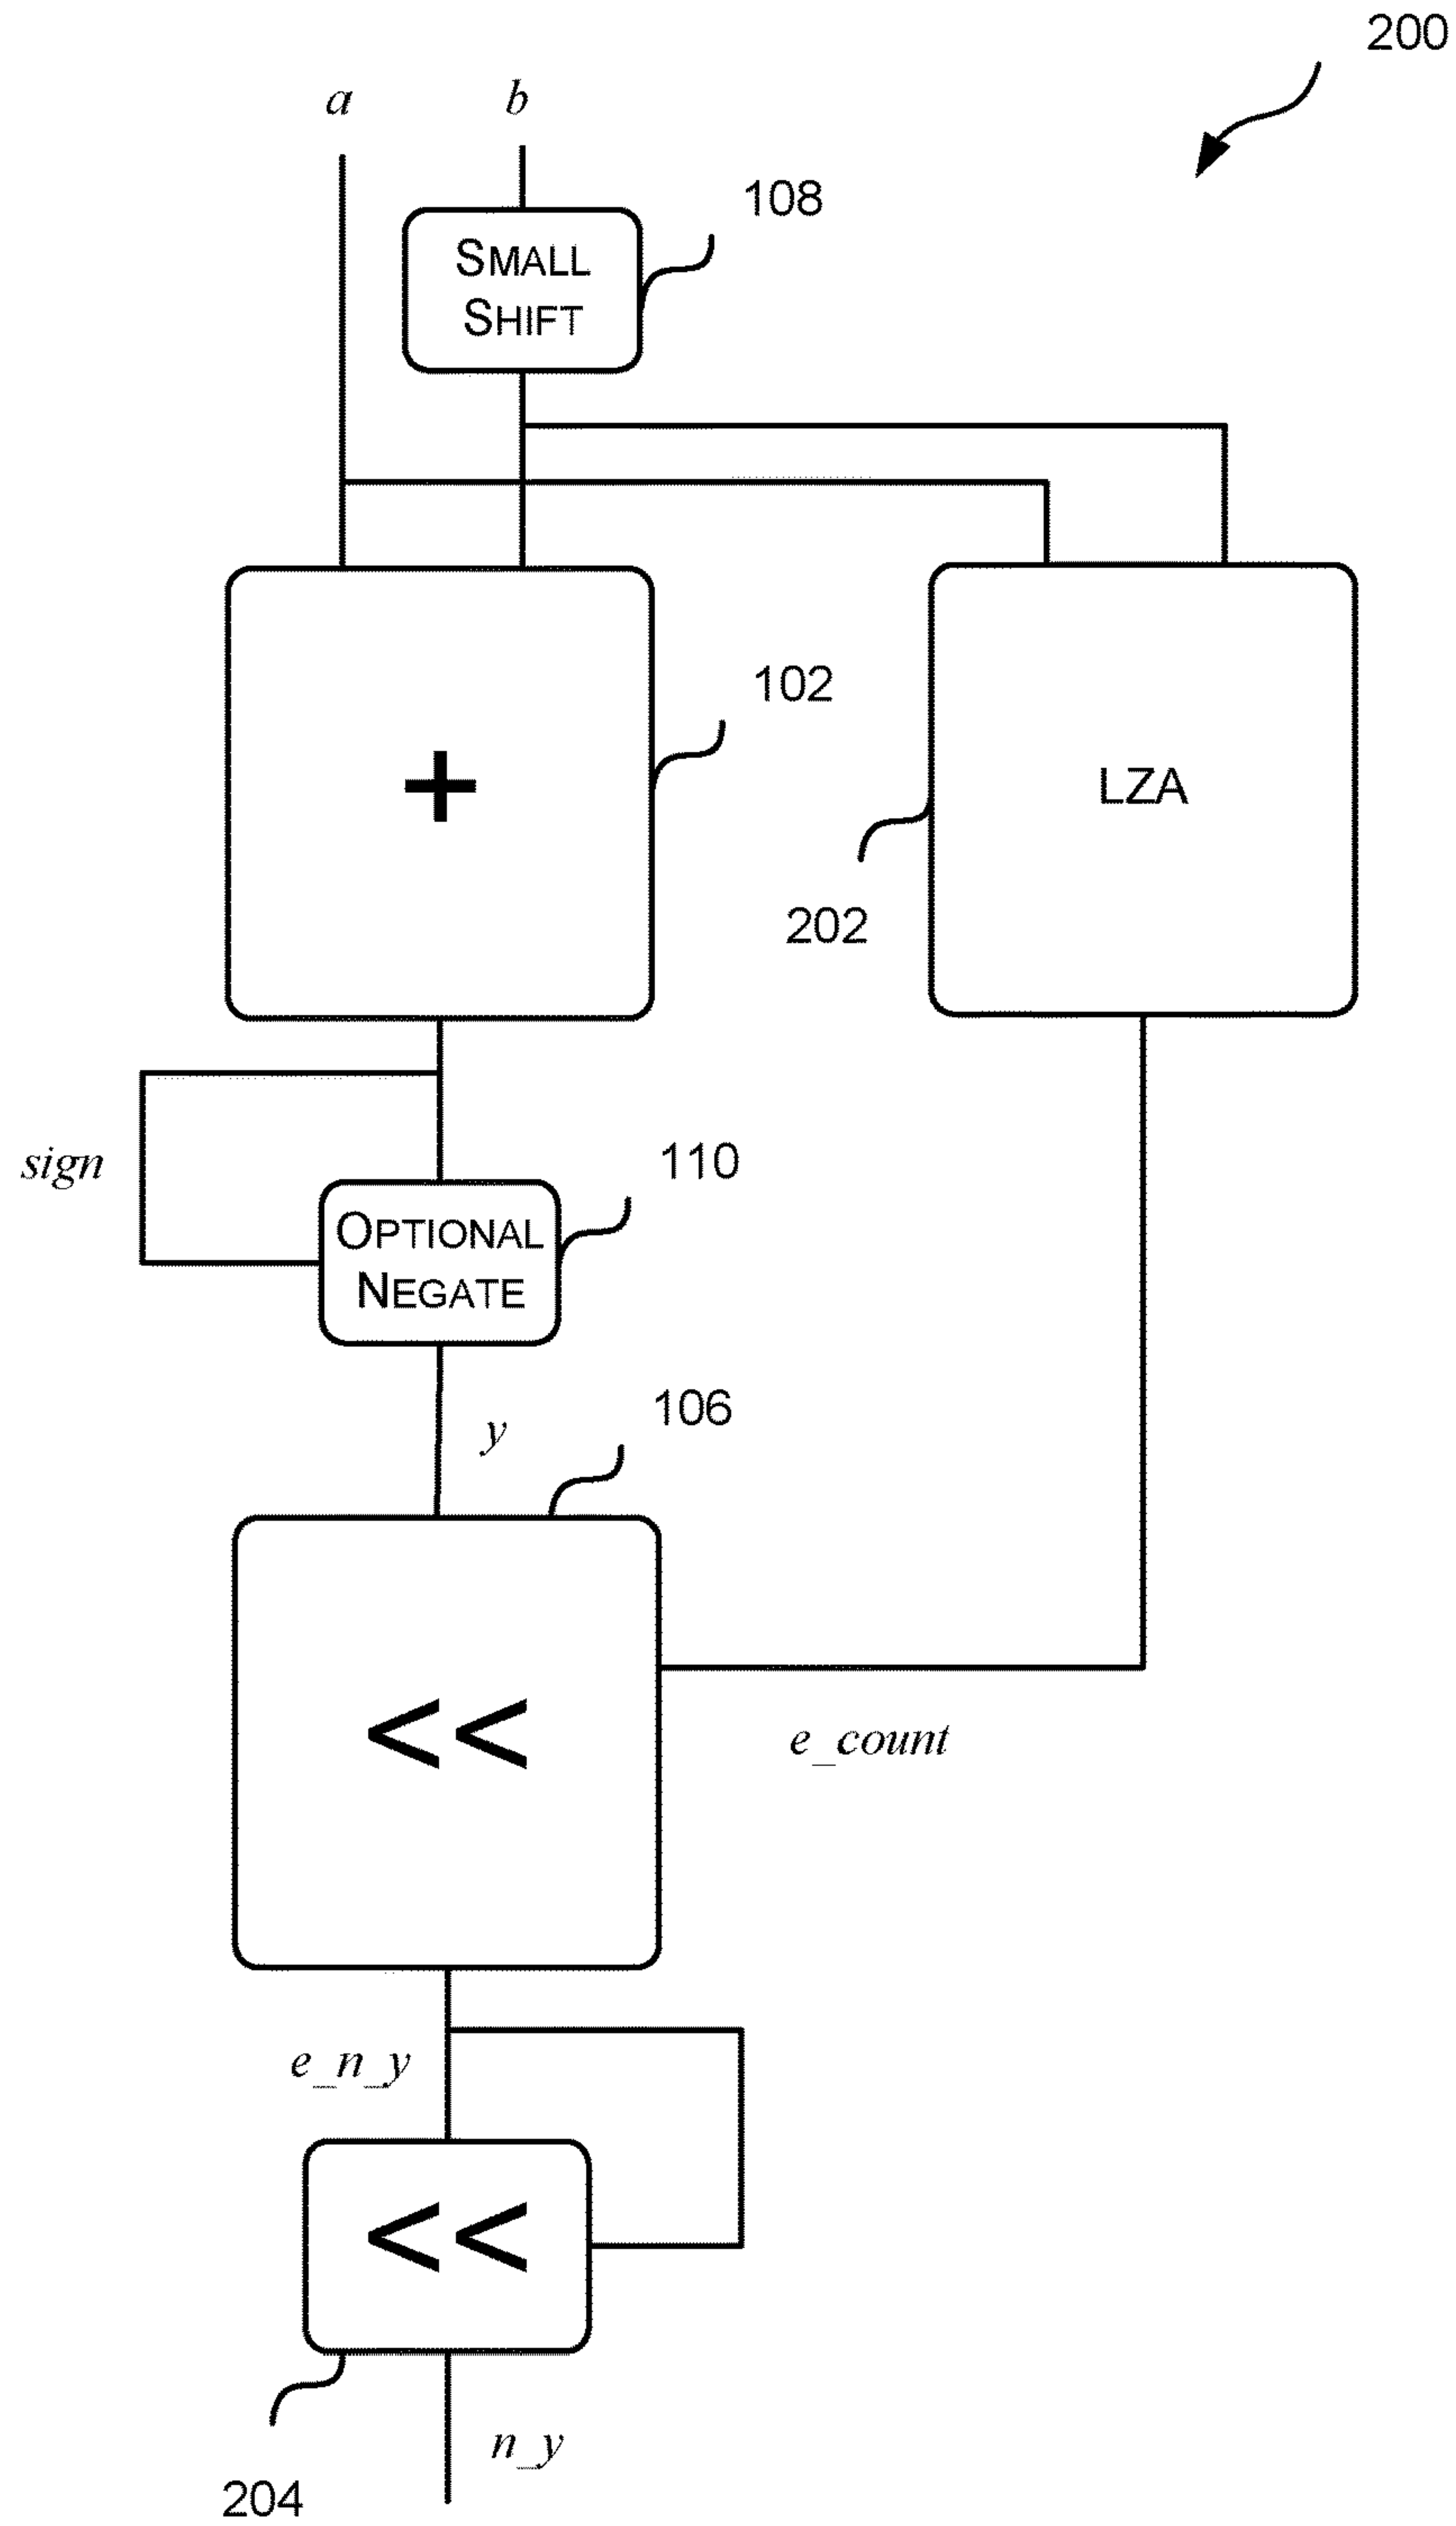 200
a
b
108
SMALL
SHIFT
102
+
LZA
202
sign
110
OPTIONAL
NEGATE
106
y
<<
e_count
e_n_y
<<
n_y
204